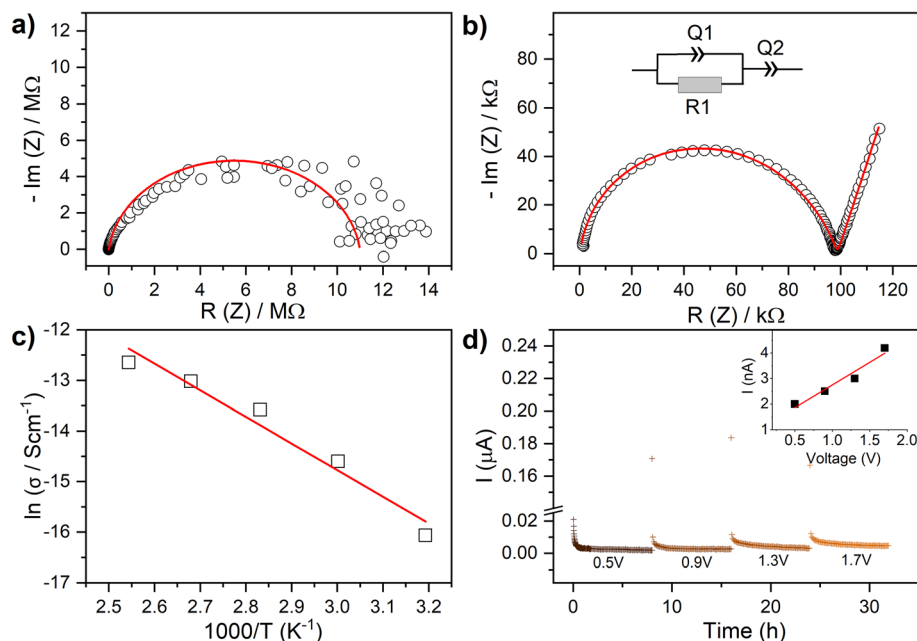 a)
12
10
8
6
4
2
0
- Im (Z) / MΩ
0 2 4 6 8 10 12 14
R (Z) / MΩ
b)
80
60
40
20
0
- Im (Z) / kΩ
Q1
Q2
R1
0 20 40 60 80 100 120
R (Z) / kΩ
c)
-12
-13
-14
-15
-16
-17
ln (σ / Scm⁻¹)
2.5 2.6 2.7 2.8 2.9 3.0 3.1 3.2
1000/T (K⁻¹)
d)
0.24
0.22
0.20
0.18
0.16
0.02
0.00
I (μA)
4
3
2
1
I (nA)
0.5 1.0 1.5 2.0
Voltage (V)
0.5V 0.9V 1.3V 1.7V
0 10 20 30
Time (h)